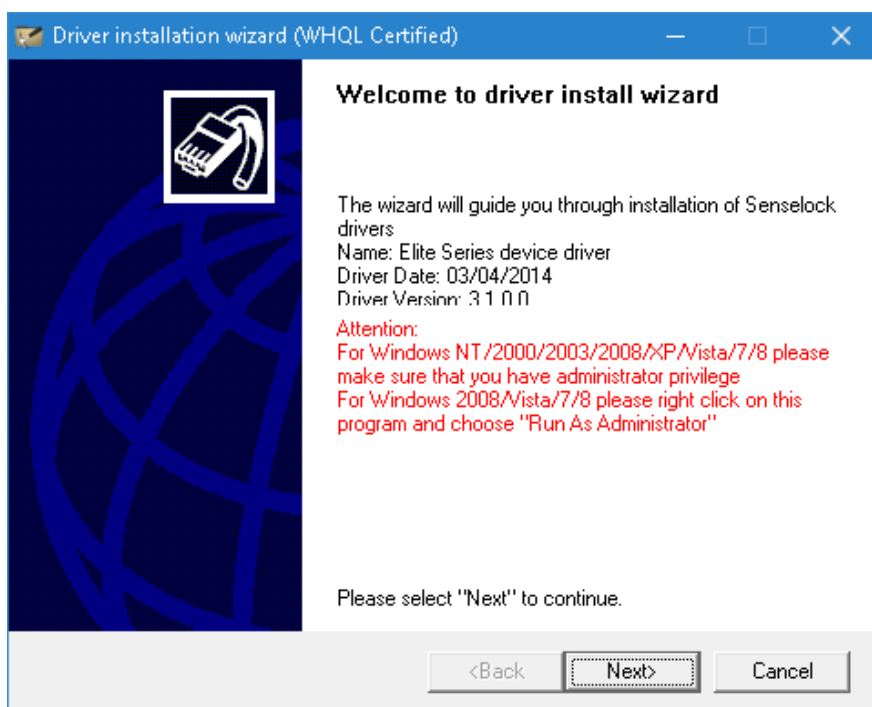 Driver installation wizard (WHQL Certified)
Welcome to driver install wizard
The wizard will guide you through installation of Senselock
drivers
Name: Elite Series device driver
Driver Date: 03/04/2014
Driver Version: 3.1.0.0
Attention:
For Windows NT/2000/2003/2008/XP/Vista/7/8 please
make sure that you have administrator privilege
For Windows 2008/Vista/7/8 please right click on this
program and choose "Run As Administrator"
Please select "Next" to continue.
<Back
Next>
Cancel